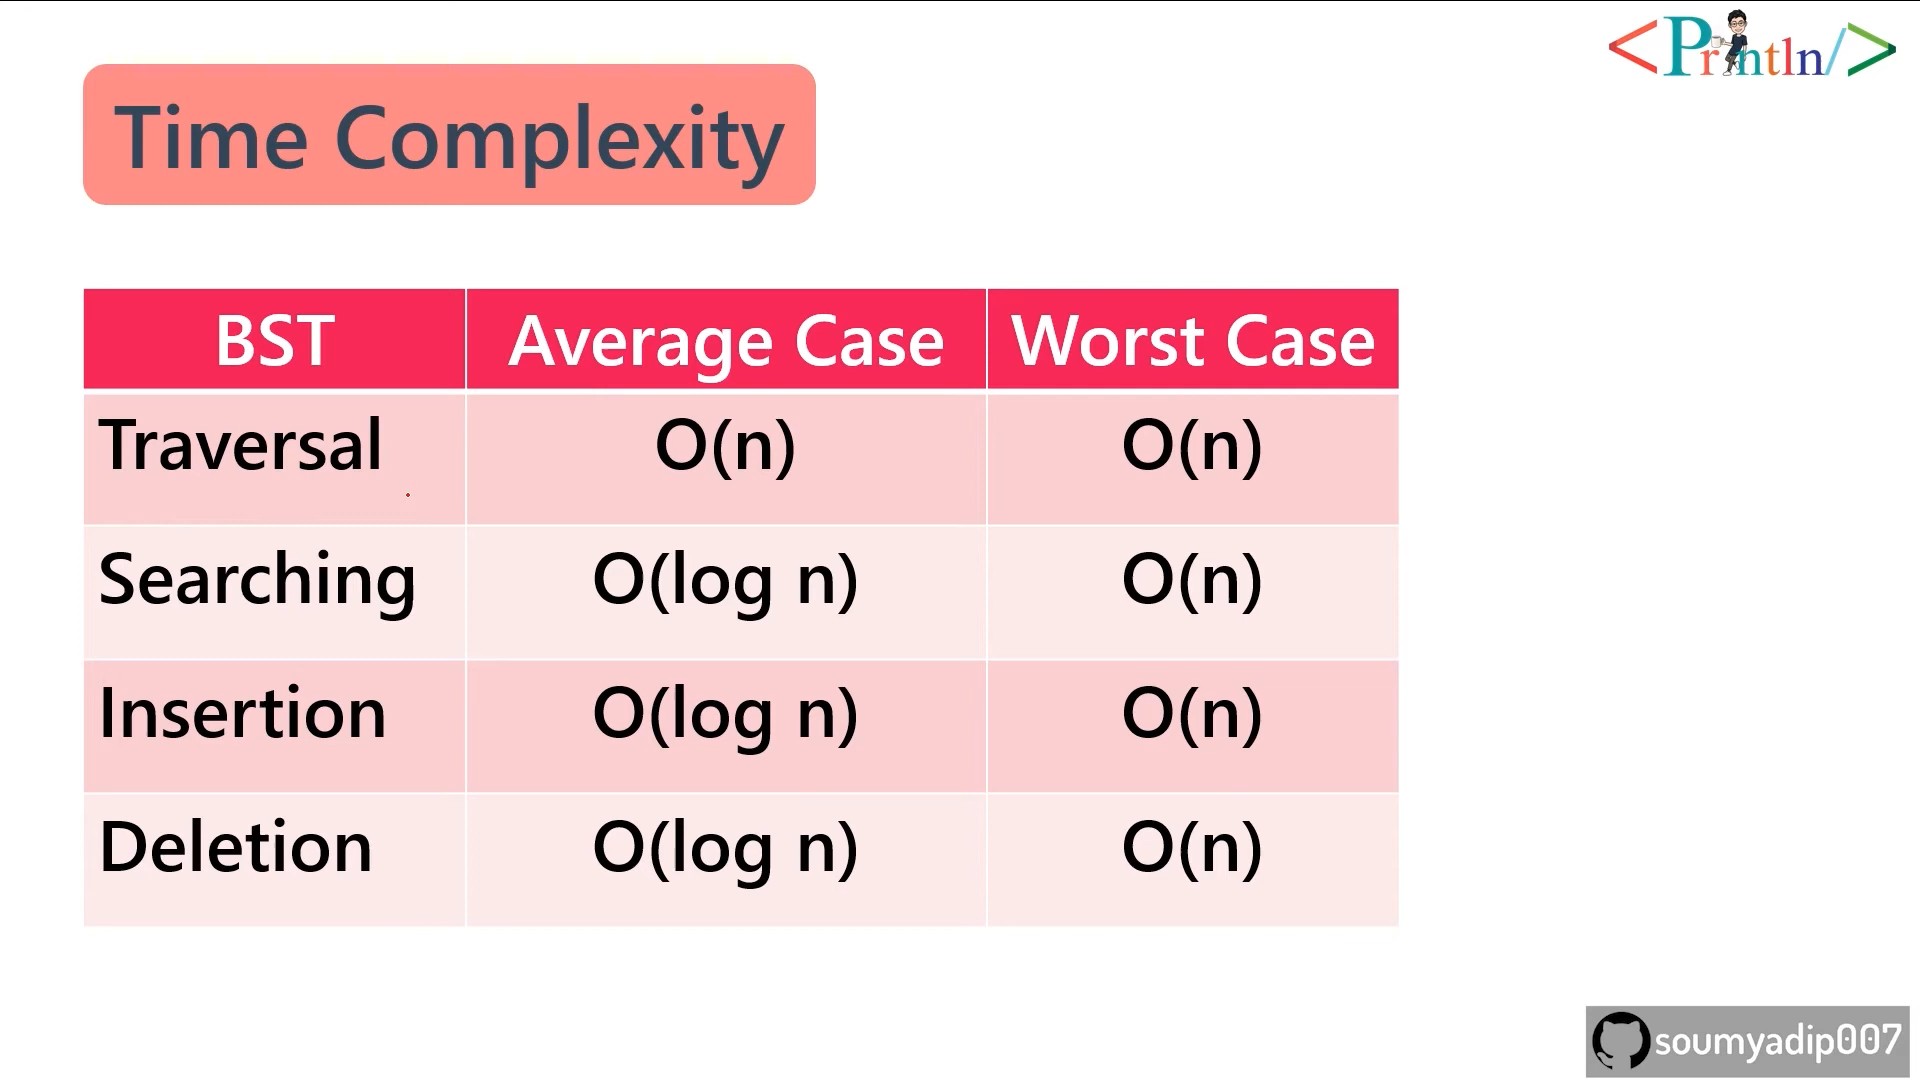 <Println/>
Time Complexity
BST Average Case Worst Case
Traversal O(n) O(n)
Searching O(log n) O(n)
Insertion O(log n) O(n)
Deletion O(log n) O(n)
soumyadip007